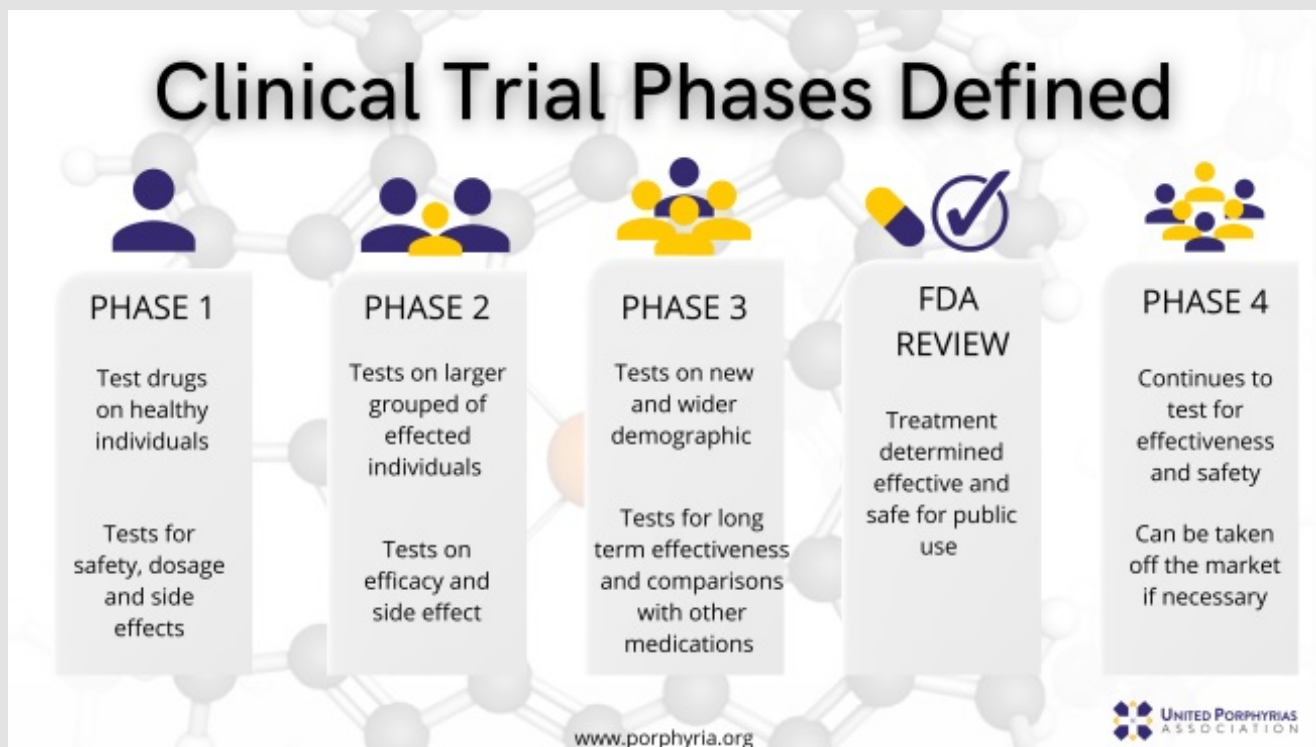 Clinical Trial Phases Defined
PHASE 1
Test drugs
on healthy
individuals
Tests for
safety, dosage
and side
effects
PHASE 2
Tests on larger
grouped of
effected
individuals
Tests on
efficacy and
side effect
PHASE 3
Tests on new
and wider
demographic
Tests for long
term effectiveness
and comparisons
with other
medications
FDA
REVIEW
Treatment
determined
effective and
safe for public
use
PHASE 4
Continues to
test for
effectiveness
and safety
Can be taken
off the market
if necessary
www.porphyria.org
UNITED PORPHYRIAS
ASSOCIATION